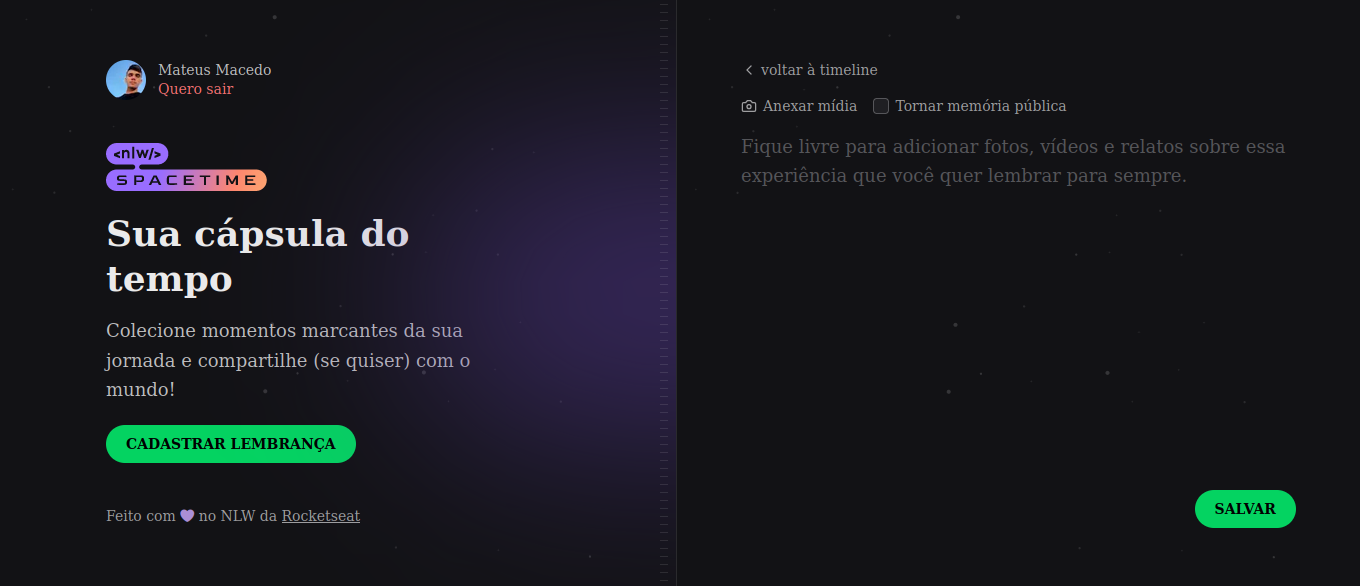 Mateus Macedo
Quero sair
<nlw/>
SPACETIME
Sua cápsula do
tempo
Colecione momentos marcantes da sua
jornada e compartilhe (se quiser) com o
mundo!
CADASTRAR LEMBRANÇA
Feito com 💜 no NLW da Rocketseat
voltar à timeline
Anexar mídia Tornar memória pública
Fique livre para adicionar fotos, vídeos e relatos sobre essa
experiência que você quer lembrar para sempre.
SALVAR